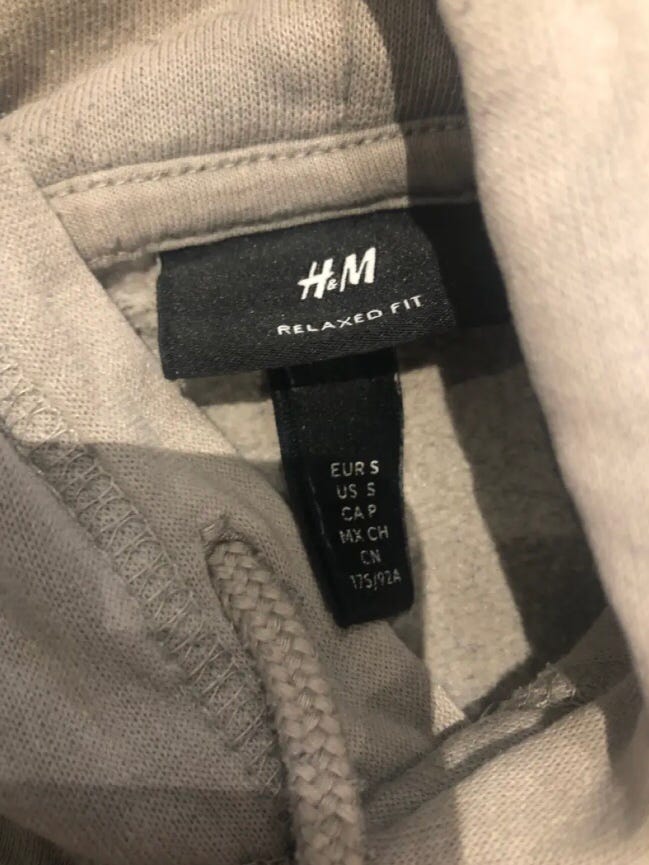 H&M
RELAXED FIT
EUR S
US S
CA P
MX CH
CN
175/92A